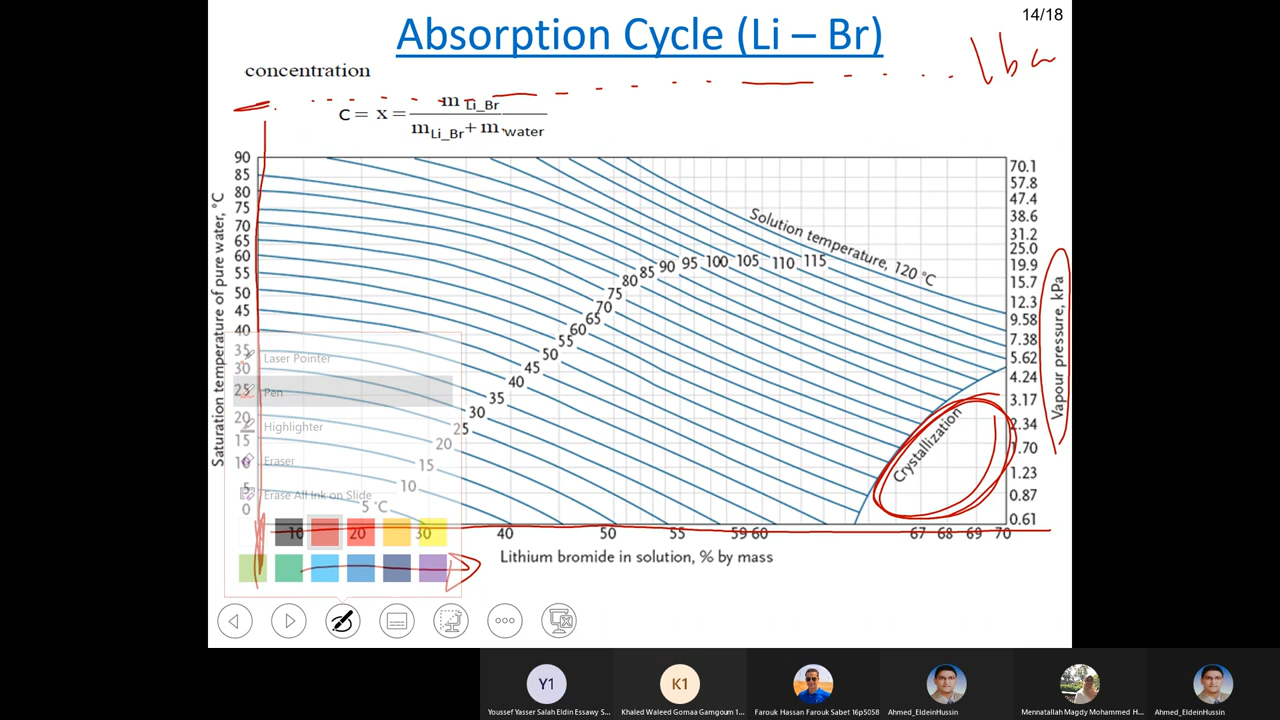 14/18
Absorption Cycle (Li – Br)
concentration
C = x = m Li_Br / m Li_Br + m water
90 70.1
85 57.8
80 47.4
75 38.6
70 31.2
65 25.0
60 19.9
55 15.7
50 12.3
45 9.58
40 7.38
35 5.62
30 4.24
25 3.17
20 2.34
15 1.70
10 1.23
5 0.87
0 0.61
Saturation temperature of pure water, °C
Vapour pressure, kPa
Solution temperature, 120 °C
115
110
105
100
95
90
85
80
75
70
65
60
55
50
45
40
35
30
25
20
15
10
5 °C
Crystallization
Laser Pointer
Pen
Highlighter
Eraser
Erase All Ink on Slide
10 20 30 40 50 55 59 60 67 68 69 70
Lithium bromide in solution, % by mass
Y1 K1
Youssef Yasser Salah Eldin Essawy S... Khaled Waleed Gomaa Gamgoum 1... Farouk Hassan Farouk Sabet 16p5058 Ahmed_EldeinHussin Mennatallah Magdy Mohammed H... Ahmed_EldeinHussin